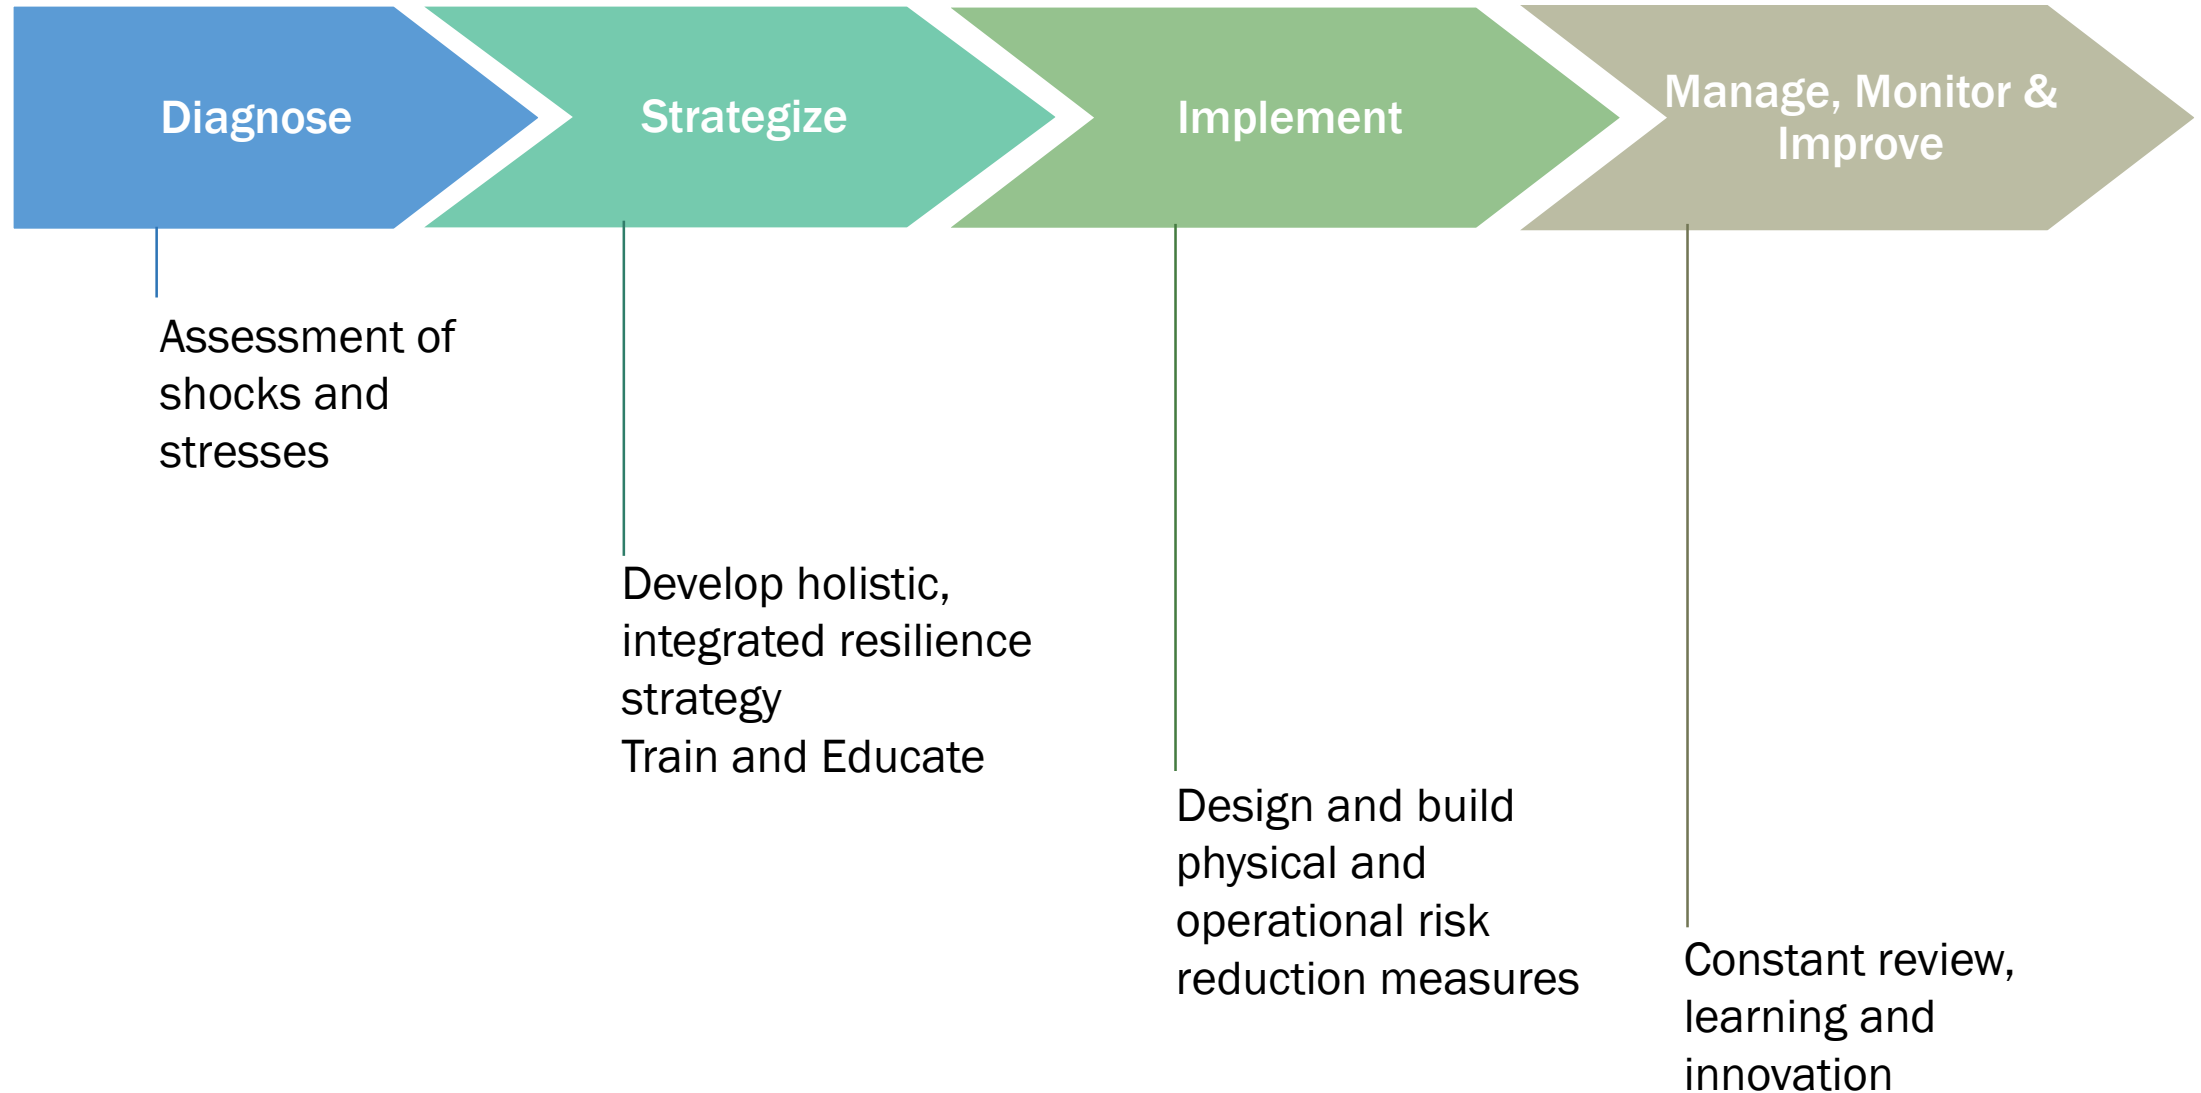 Diagnose
Strategize
Implement
Manage, Monitor &
Improve
Assessment of
shocks and
stresses
Develop holistic,
integrated resilience
strategy
Train and Educate
Design and build
physical and
operational risk
reduction measures
Constant review,
learning and
innovation